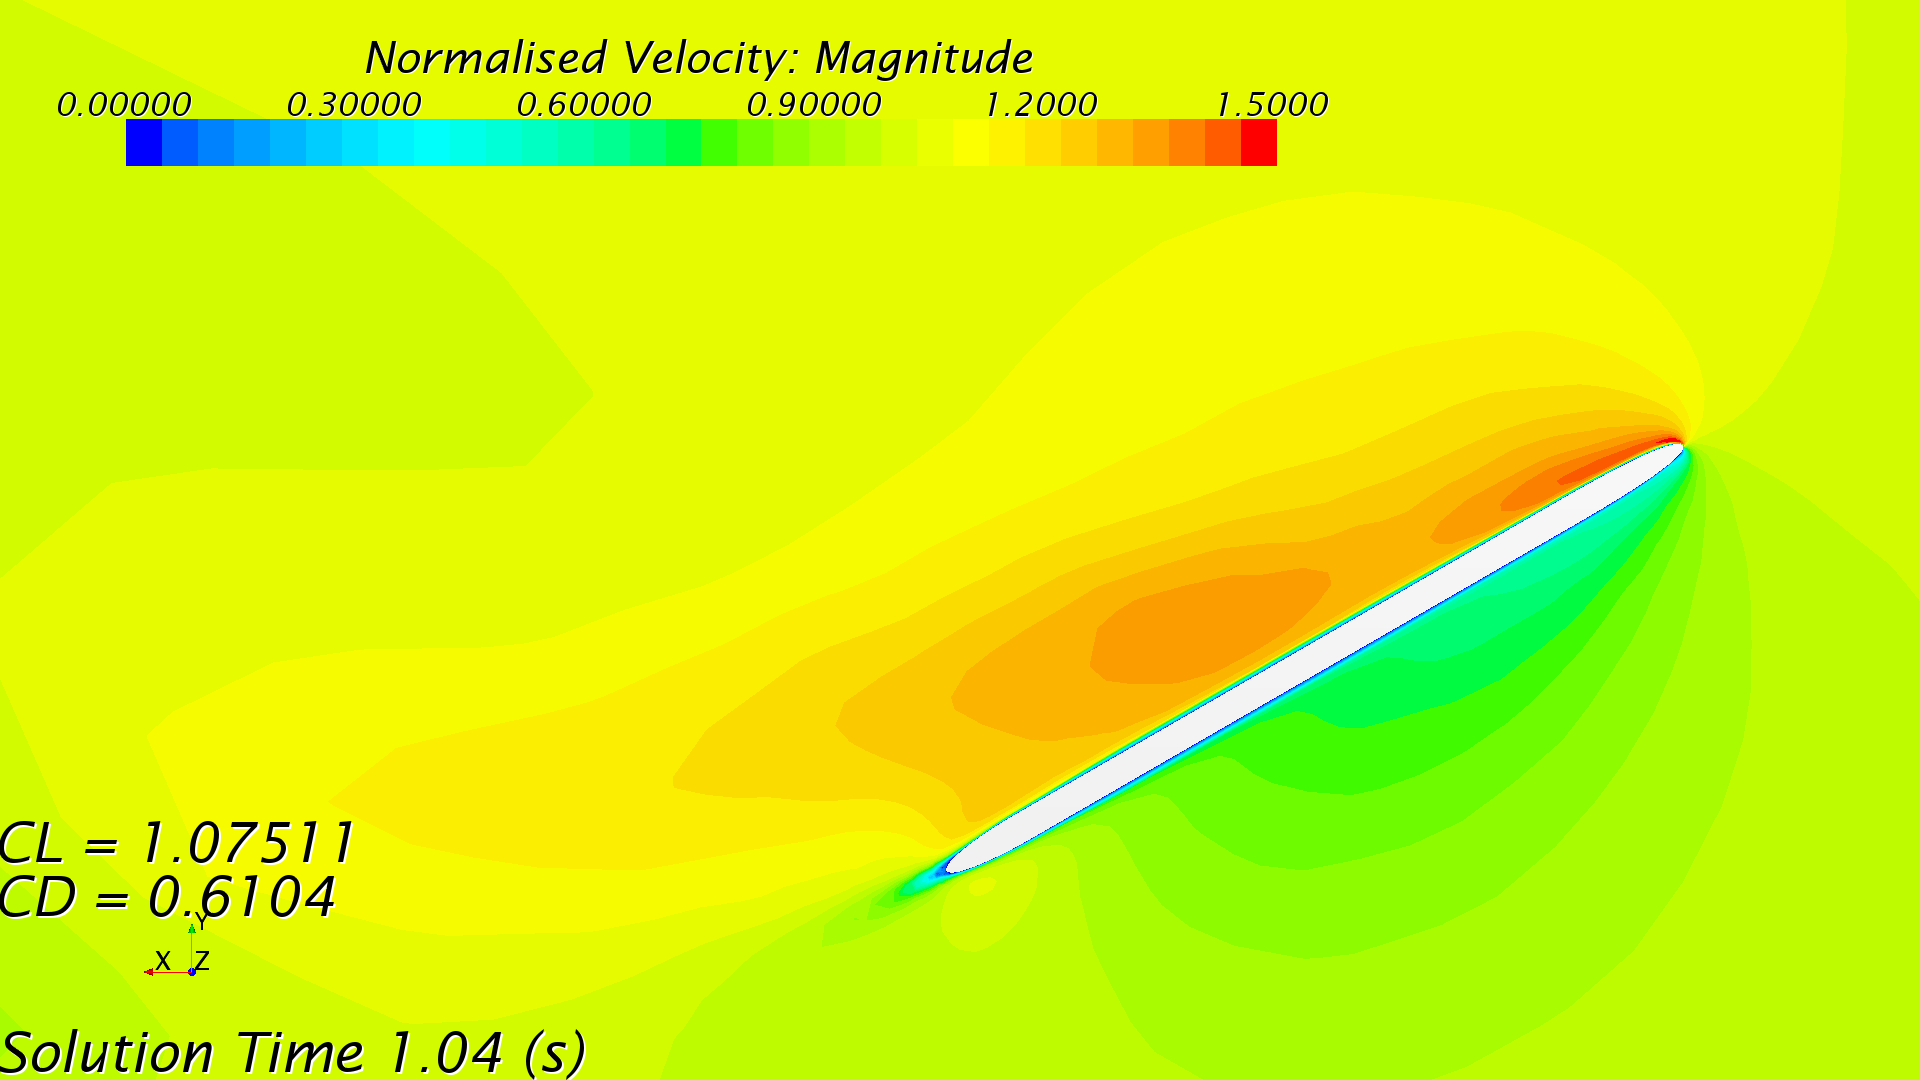 Normalised Velocity: Magnitude
0.00000 0.30000 0.60000 0.90000 1.2000 1.5000
CL = 1.07511
CD = 0.6104
Y
X Z
Solution Time 1.04 (s)